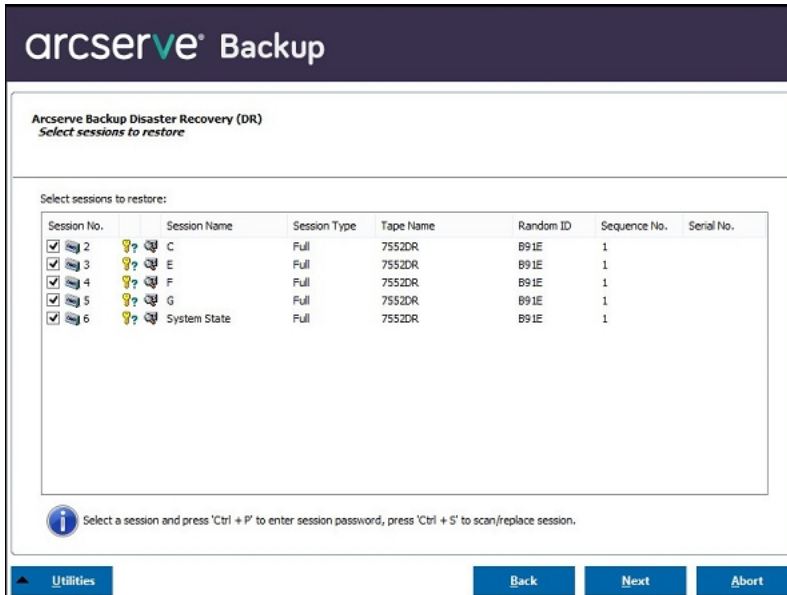 arcserve® Backup
Arcserve Backup Disaster Recovery (DR)
Select sessions to restore
Select sessions to restore:
Session No. Session Name Session Type Tape Name Random ID Sequence No. Serial No.
2 C Full 7552DR B91E 1
3 E Full 7552DR B91E 1
4 F Full 7552DR B91E 1
5 G Full 7552DR B91E 1
6 System State Full 7552DR B91E 1
Select a session and press 'Ctrl + P' to enter session password, press 'Ctrl + S' to scan/replace session.
Utilities Back Next Abort